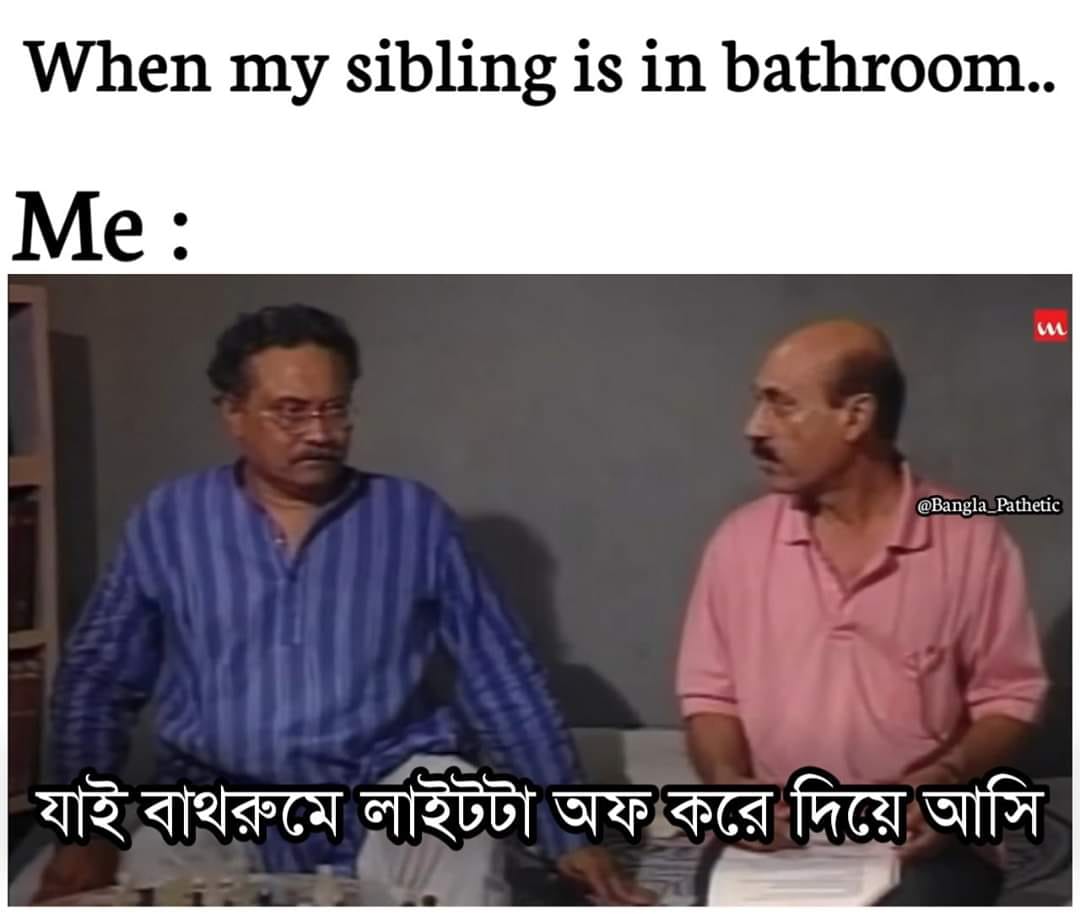 When my sibling is in bathroom..
Me :
@Bangla_Pathetic
যাই বাথরুমে লাইটটা অফ করে দিয়ে আসি